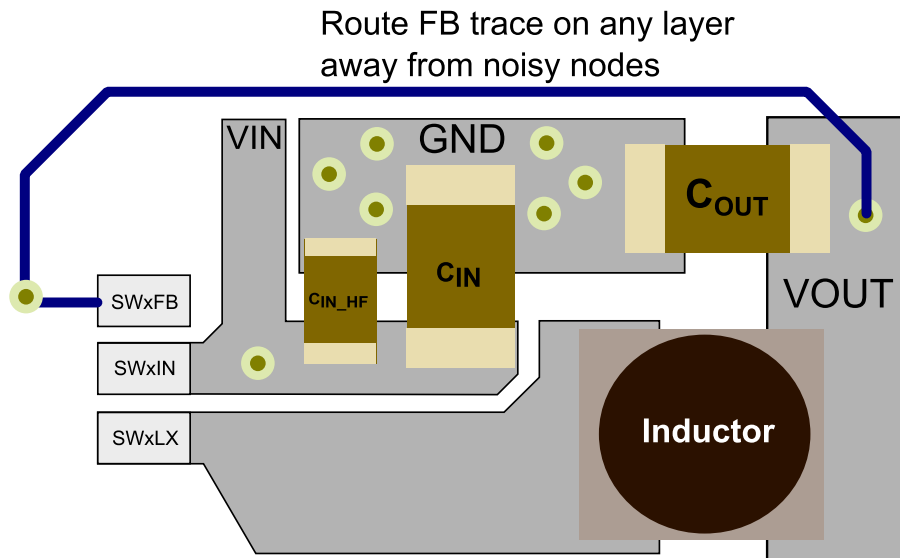 Route FB trace on any layer
away from noisy nodes
VIN
GND
COUT
CIN
CIN_HF
SWxFB
VOUT
SWxIN
SWxLX
Inductor